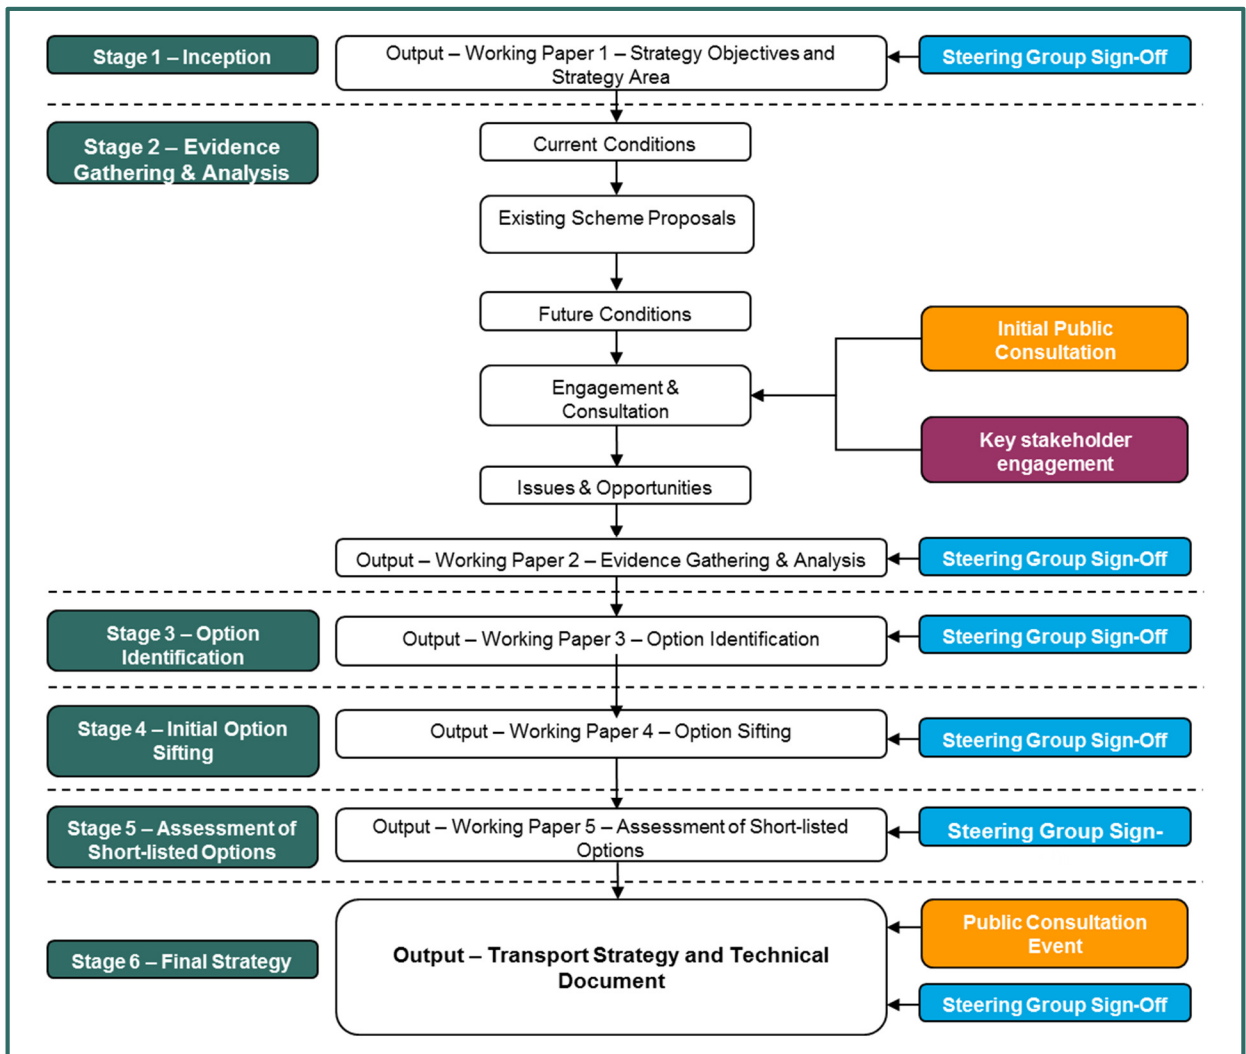 Stage 1 – Inception
Output – Working Paper 1 – Strategy Objectives and
Strategy Area
Steering Group Sign-Off
Stage 2 – Evidence
Gathering & Analysis
Current Conditions
Existing Scheme Proposals
Future Conditions
Initial Public
Consultation
Engagement &
Consultation
Key stakeholder
engagement
Issues & Opportunities
Output – Working Paper 2 – Evidence Gathering & Analysis
Steering Group Sign-Off
Stage 3 – Option
Identification
Output – Working Paper 3 – Option Identification
Steering Group Sign-Off
Stage 4 – Initial Option
Sifting
Output – Working Paper 4 – Option Sifting
Steering Group Sign-Off
Stage 5 – Assessment of
Short-listed Options
Output – Working Paper 5 – Assessment of Short-listed
Options
Steering Group Sign-
Stage 6 – Final Strategy
Output – Transport Strategy and Technical
Document
Public Consultation
Event
Steering Group Sign-Off